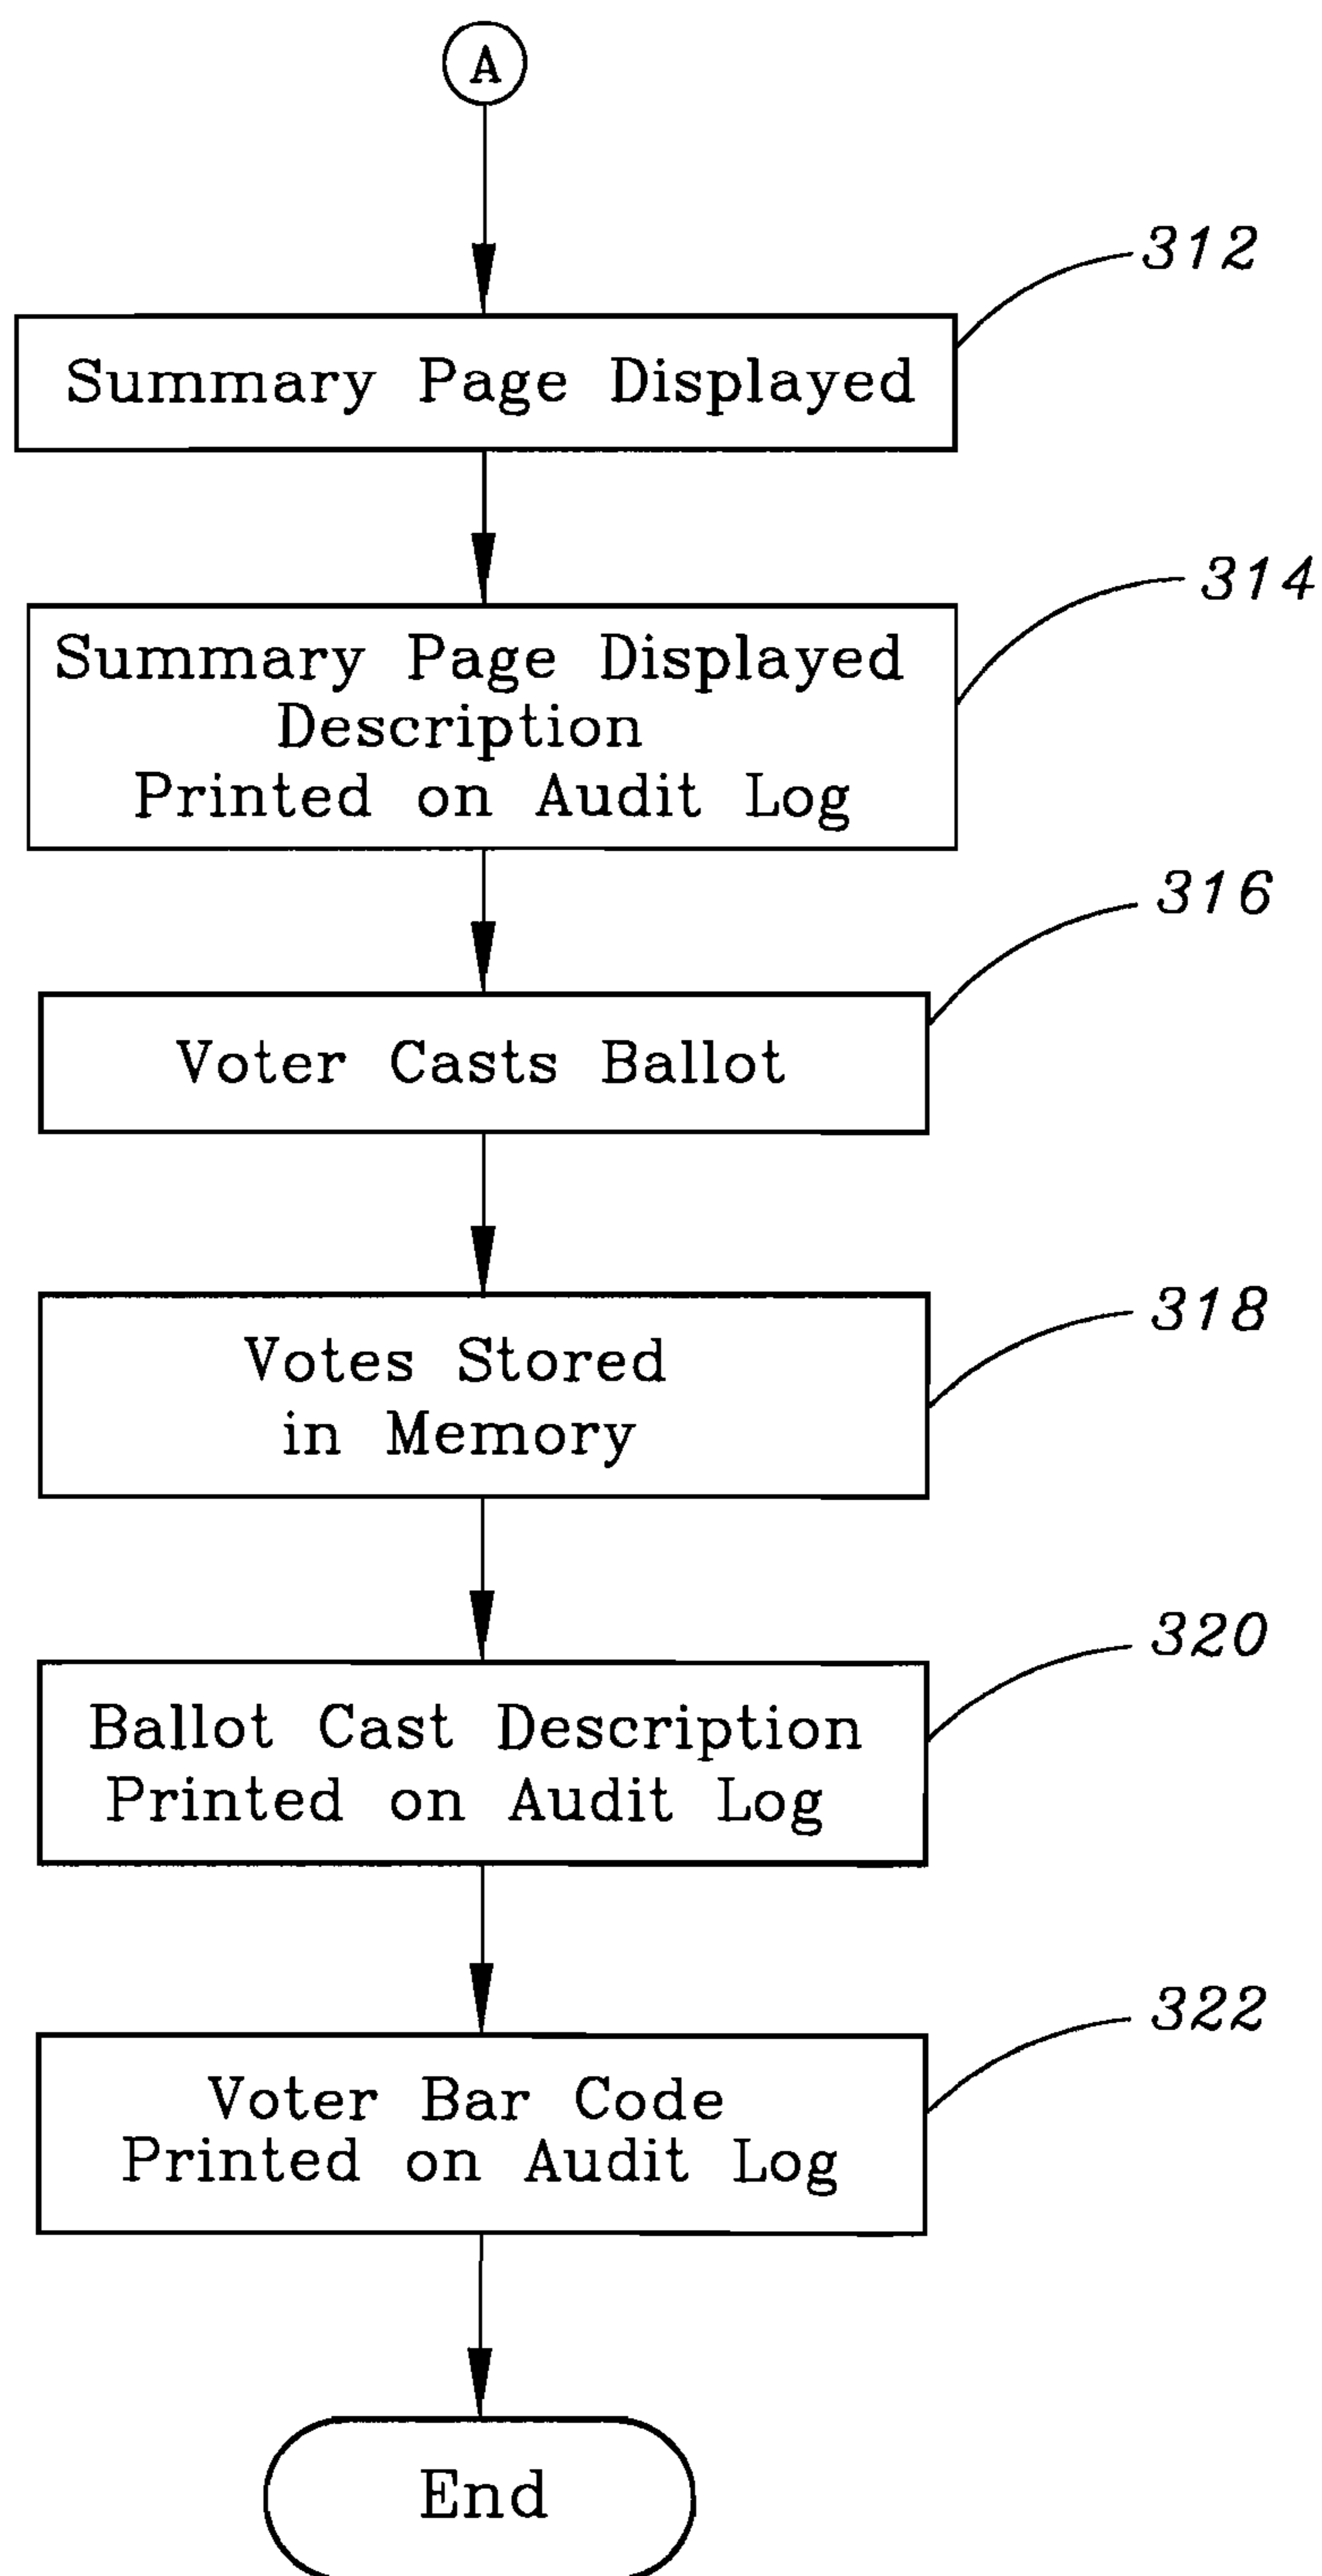 A
312
Summary Page Displayed
314
Summary Page Displayed
Description
Printed on Audit Log
316
Voter Casts Ballot
318
Votes Stored
in Memory
320
Ballot Cast Description
Printed on Audit Log
322
Voter Bar Code
Printed on Audit Log
End